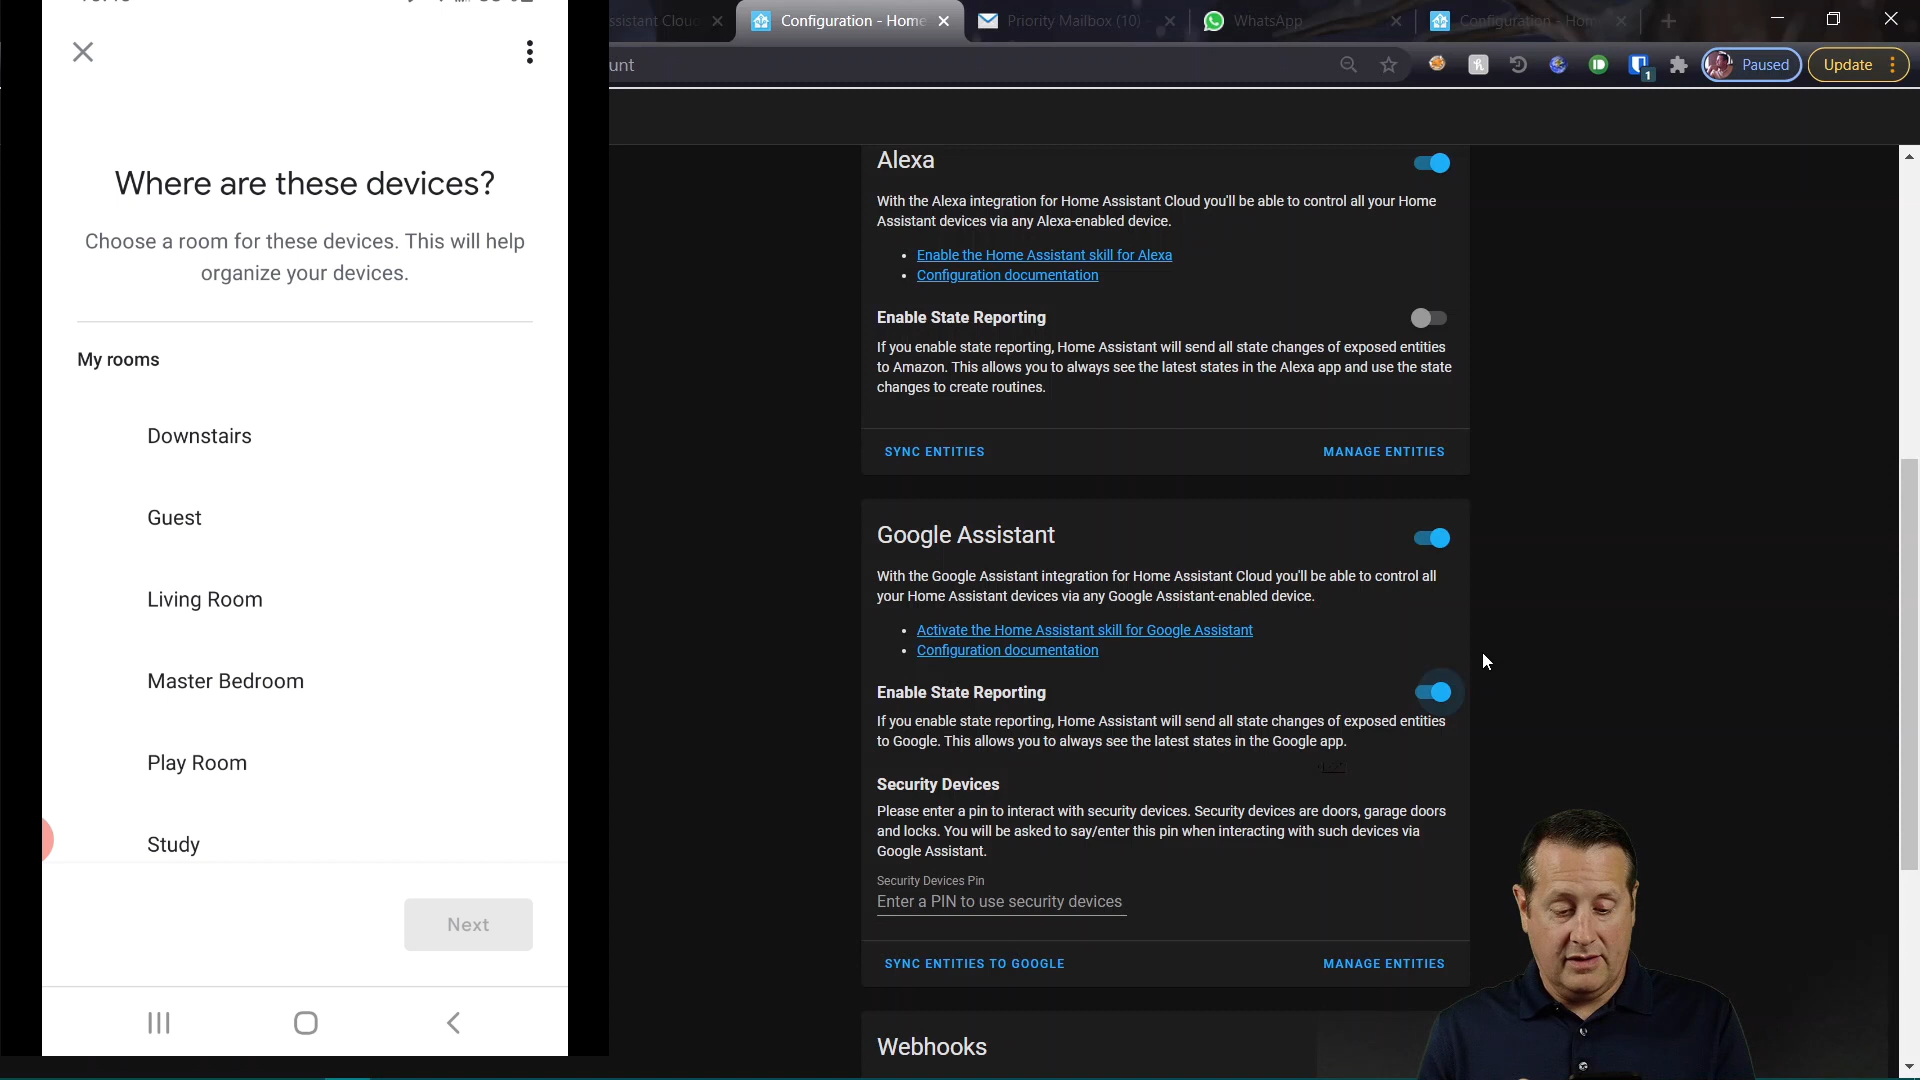 Where are these devices?
Choose a room for these devices. This will help
organize your devices.
My rooms
Downstairs
Guest
Living Room
Master Bedroom
Play Room
Study
Next
ssistant Cloud
Configuration - Home
Priority Mailbox (10)
WhatsApp
Configuration - Hom
unt
1
Paused
Update
Alexa
With the Alexa integration for Home Assistant Cloud you'll be able to control all your Home
Assistant devices via any Alexa-enabled device.
• Enable the Home Assistant skill for Alexa
• Configuration documentation
Enable State Reporting
If you enable state reporting, Home Assistant will send all state changes of exposed entities
to Amazon. This allows you to always see the latest states in the Alexa app and use the state
changes to create routines.
SYNC ENTITIES
MANAGE ENTITIES
Google Assistant
With the Google Assistant integration for Home Assistant Cloud you'll be able to control all
your Home Assistant devices via any Google Assistant-enabled device.
• Activate the Home Assistant skill for Google Assistant
• Configuration documentation
Enable State Reporting
If you enable state reporting, Home Assistant will send all state changes of exposed entities
to Google. This allows you to always see the latest states in the Google app.
Security Devices
Please enter a pin to interact with security devices. Security devices are doors, garage doors
and locks. You will be asked to say/enter this pin when interacting with such devices via
Google Assistant.
Security Devices Pin
Enter a PIN to use security devices
SYNC ENTITIES TO GOOGLE
MANAGE ENTITIES
Webhooks